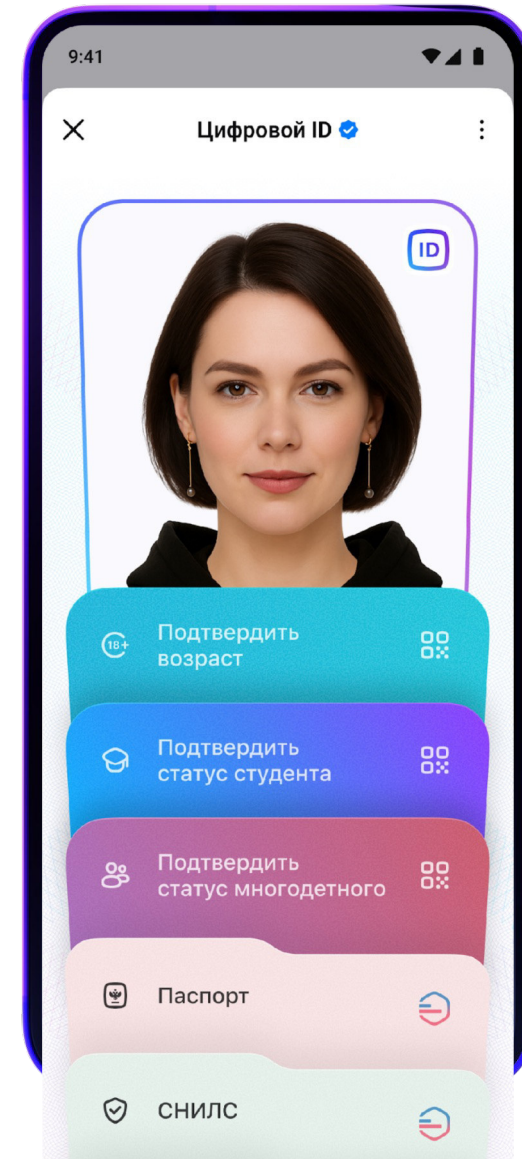 9:41
Цифровой ID
ID
18+
Подтвердить
возраст
Подтвердить
статус студента
Подтвердить
статус многодетного
Паспорт
СНИЛС